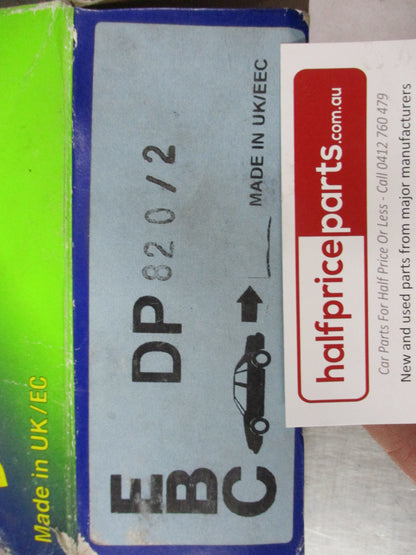 Made in UK/EC
EBC
DP 820/2
MADE IN UK/EEC
halfpriceparts.com.au
Car Parts For Half Price Or Less - Call 0412 760 479
New and used parts from major manufacturers